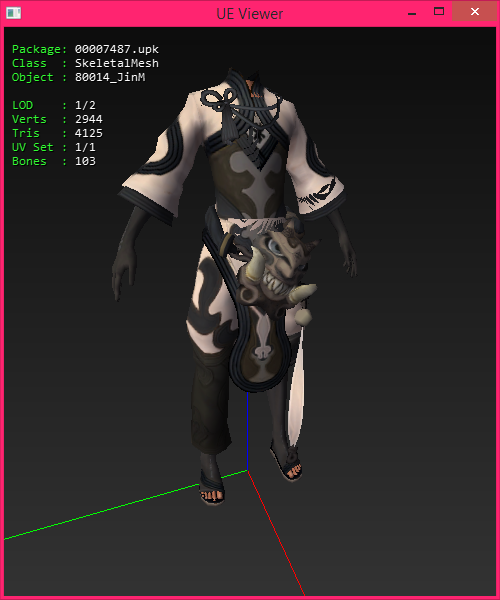 UE Viewer
Package: 00007487.upk
Class  : SkeletalMesh
Object : 80014_JinM
LOD    : 1/2
Verts  : 2944
Tris   : 4125
UV Set : 1/1
Bones  : 103